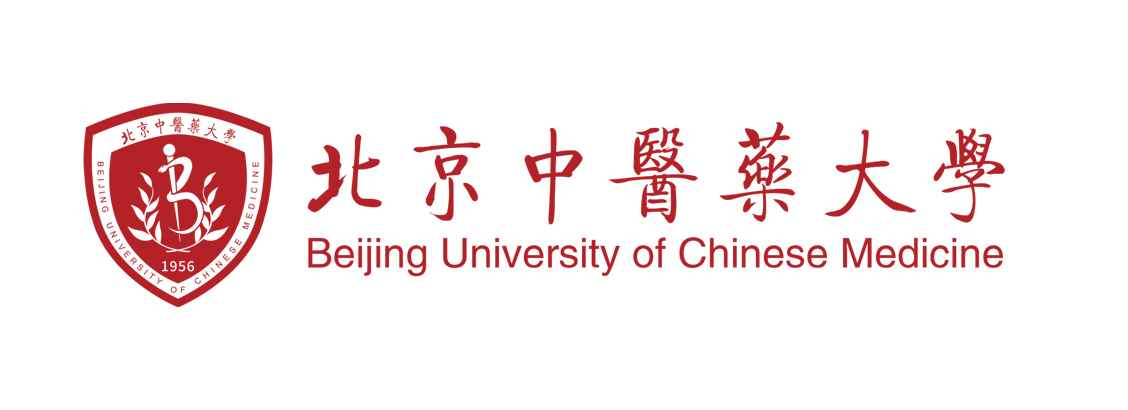 北京中醫藥大學
BEIJING UNIVERSITY OF CHINESE MEDICINE
1956
北京中醫藥大學
Beijing University of Chinese Medicine